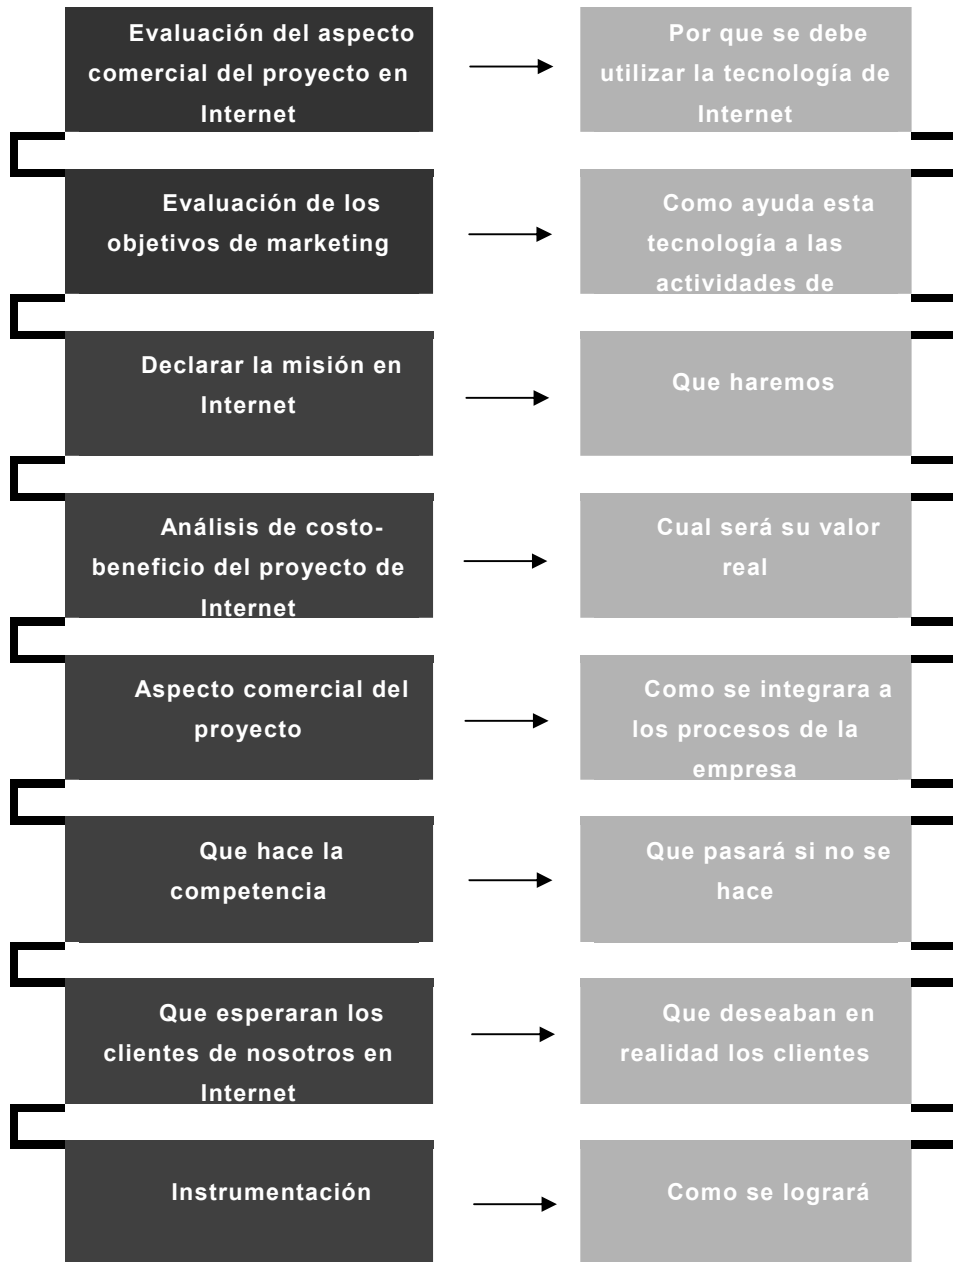 Evaluación del aspecto
comercial del proyecto en
Internet
Por que se debe
utilizar la tecnología de
Internet
Evaluación de los
objetivos de marketing
Como ayuda esta
tecnología a las
actividades de
Declarar la misión en
Internet
Que haremos
Análisis de costo-
beneficio del proyecto de
Internet
Cual será su valor
real
Aspecto comercial del
proyecto
Como se integrara a
los procesos de la
empresa
Que hace la
competencia
Que pasará si no se
hace
Que esperaran los
clientes de nosotros en
Internet
Que deseaban en
realidad los clientes
Instrumentación
Como se logrará